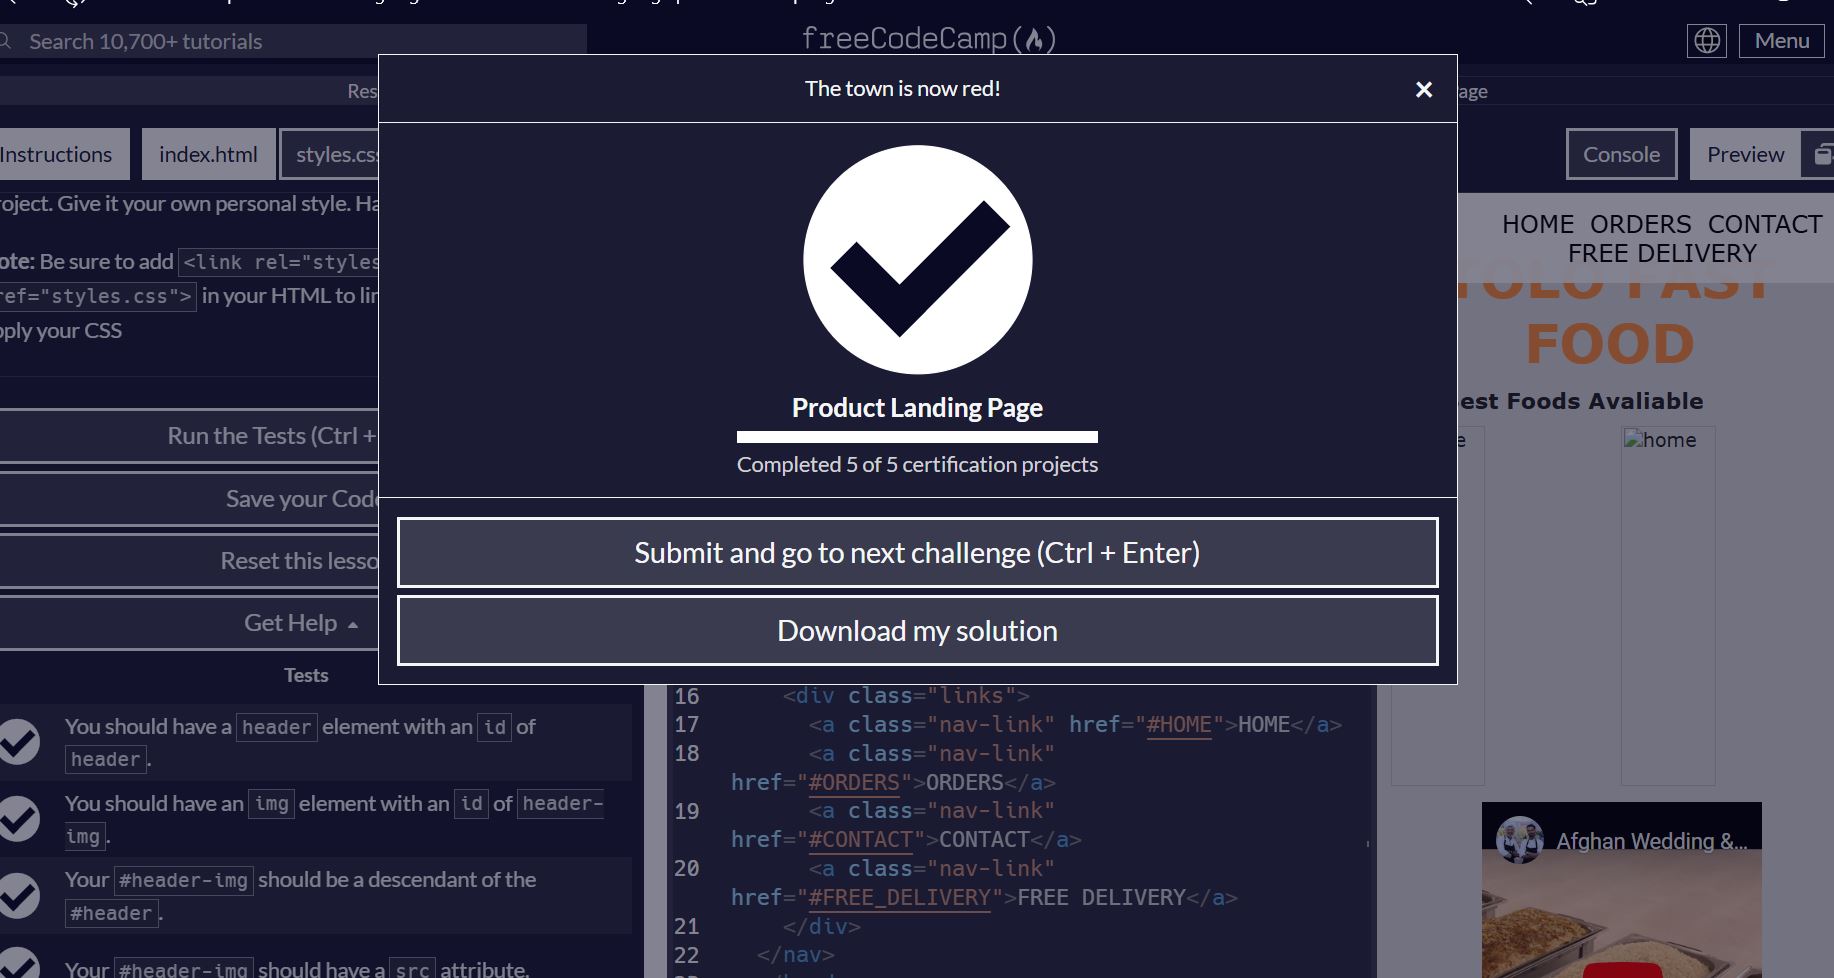 Search 10,700+ tutorials
freeCodeCamp
Menu
The town is now red!
Res
age
Instructions
index.html
styles.css
Console
Preview
roject. Give it your own personal style. Ha
ote: Be sure to add <link rel="styles
ref="styles.css"> in your HTML to lin
pply your CSS
Run the Tests (Ctrl +
Save your Code
Reset this lesso
Get Help
Tests
You should have a header element with an id of
header.
You should have an img element with an id of header-
img.
Your #header-img should be a descendant of the
#header.
Your #header-img should have a src attribute.
Product Landing Page
Completed 5 of 5 certification projects
Submit and go to next challenge (Ctrl + Enter)
Download my solution
16 <div class="links">
17 <a class="nav-link" href="#HOME">HOME</a>
18 <a class="nav-link"
href="#ORDERS">ORDERS</a>
19 <a class="nav-link"
href="#CONTACT">CONTACT</a>
20 <a class="nav-link"
href="#FREE_DELIVERY">FREE DELIVERY</a>
21 </div>
22 </nav>
HOME ORDERS CONTACT
FREE DELIVERY
TOLO FAST
FOOD
est Foods Avaliable
e
home
Afghan Wedding &...